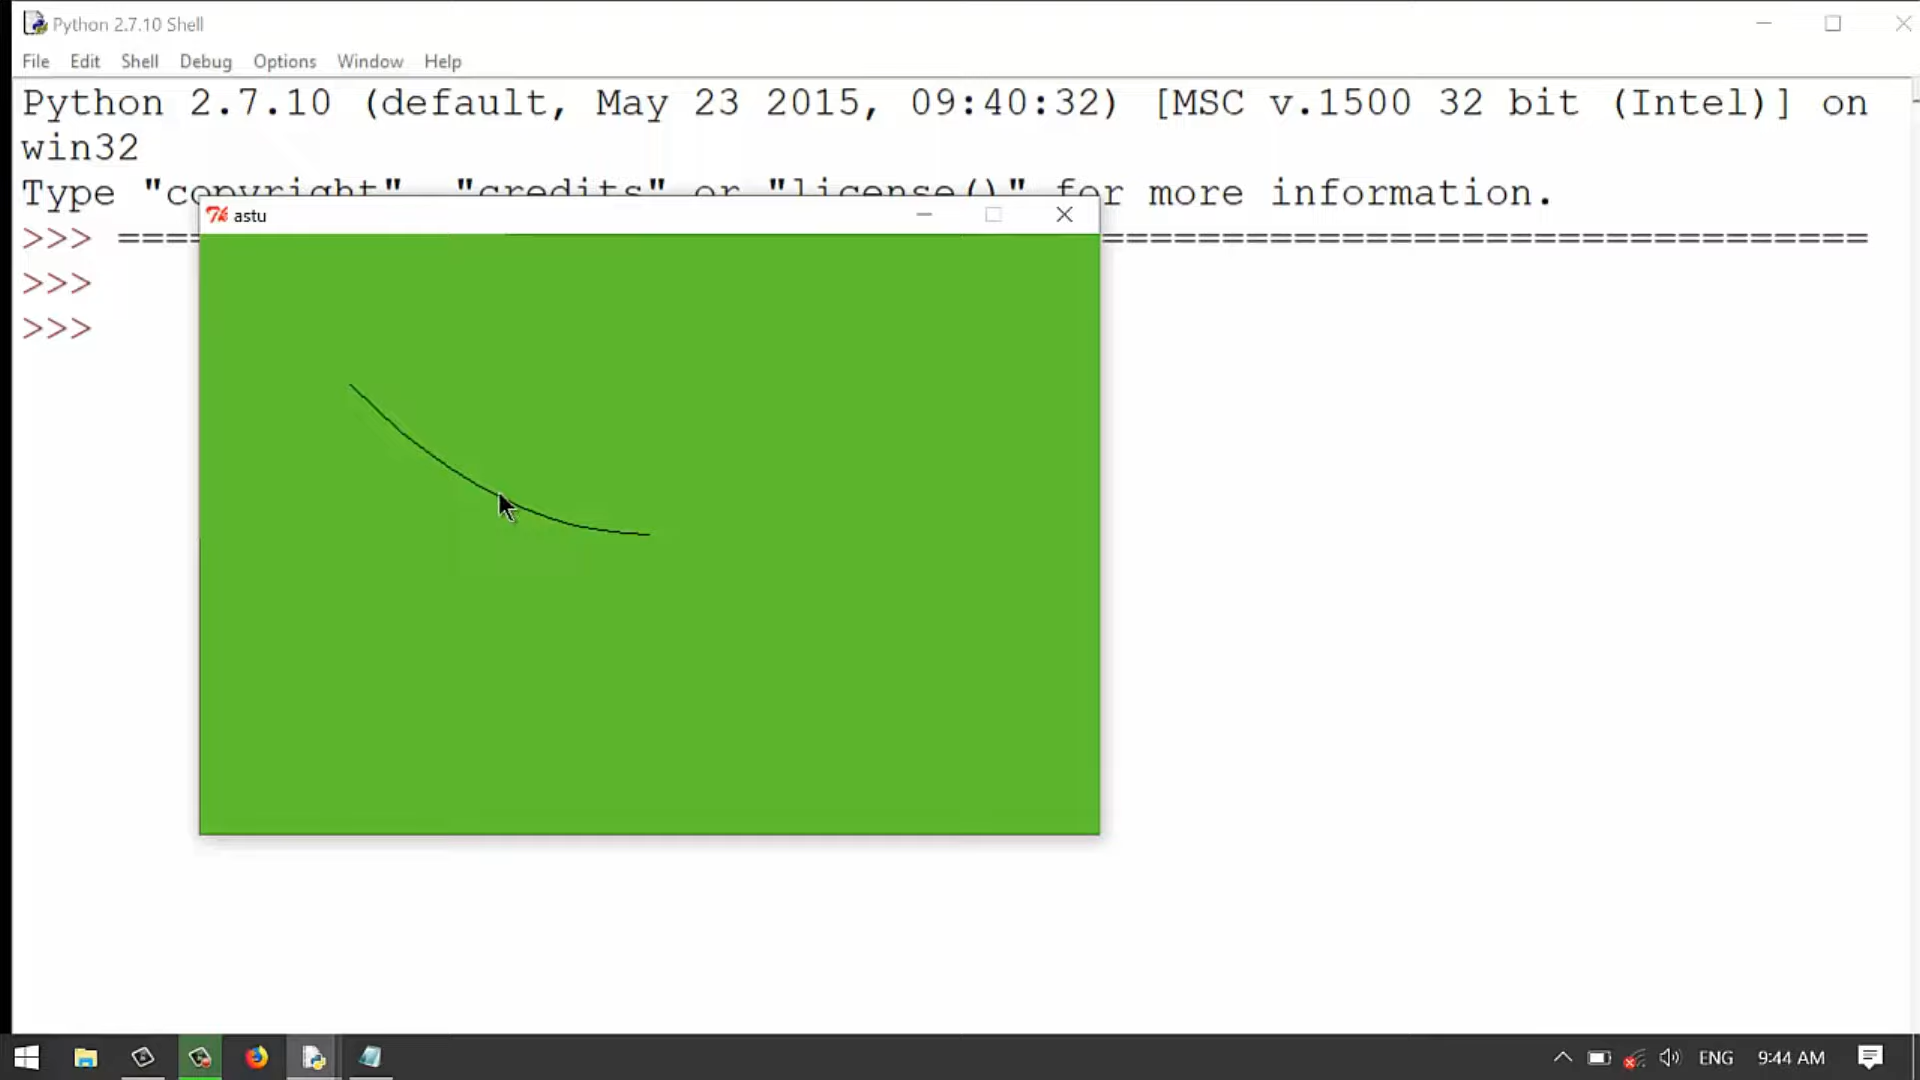 Python 2.7.10 Shell
File Edit Shell Debug Options Window Help
Python 2.7.10 (default, May 23 2015, 09:40:32) [MSC v.1500 32 bit (Intel)] on
win32
Type "copyright", "credits" or "license()" for more information.
>>> ==== ================================
>>>
>>>
astu
ENG 9:44 AM